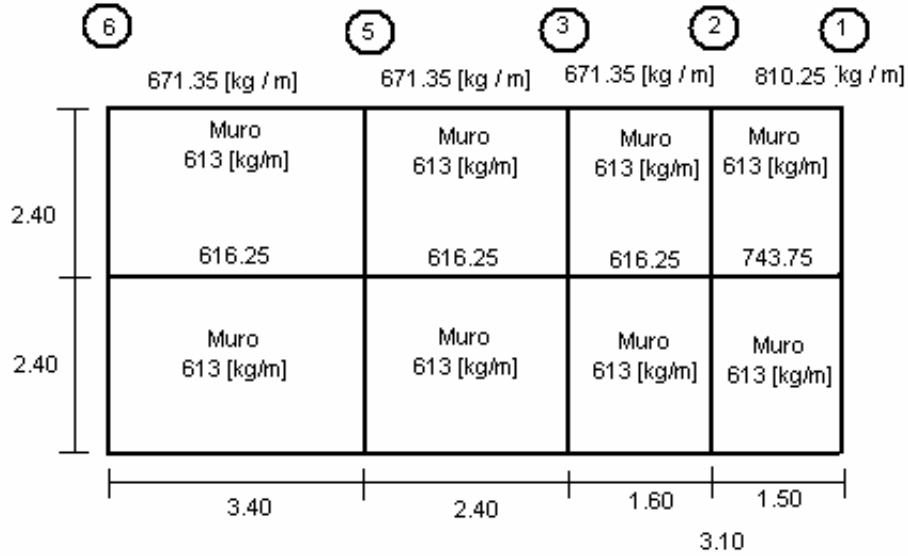 6 5 3 2 1
671.35 [kg / m] 671.35 [kg / m] 671.35 [kg / m] 810.25 [kg / m]
Muro Muro Muro Muro
613 [kg/m] 613 [kg/m] 613 [kg/m] 613 [kg/m]
2.40
616.25 616.25 616.25 743.75
Muro Muro Muro Muro
613 [kg/m] 613 [kg/m] 613 [kg/m] 613 [kg/m]
2.40
3.40 2.40 1.60 1.50
3.10